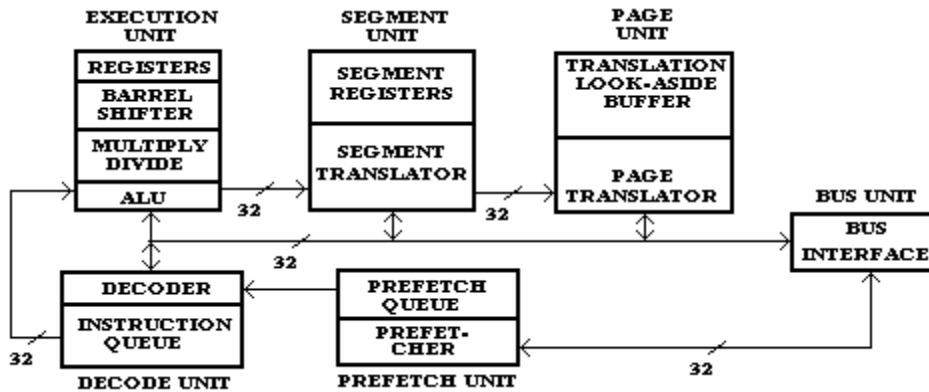 EXECUTION
UNIT
REGISTERS
BARREL
SHIFTER
MULTIPLY
DIVIDE
ALU
SEGMENT
UNIT
SEGMENT
REGISTERS
SEGMENT
TRANSLATOR
PAGE
UNIT
TRANSLATION
LOOK-ASIDE
BUFFER
PAGE
TRANSLATOR
32
32
32
BUS UNIT
BUS
INTERFACE
DECODER
INSTRUCTION
QUEUE
DECODE UNIT
32
PREFETCH
QUEUE
PREFET-
CHER
PREFETCH UNIT
32